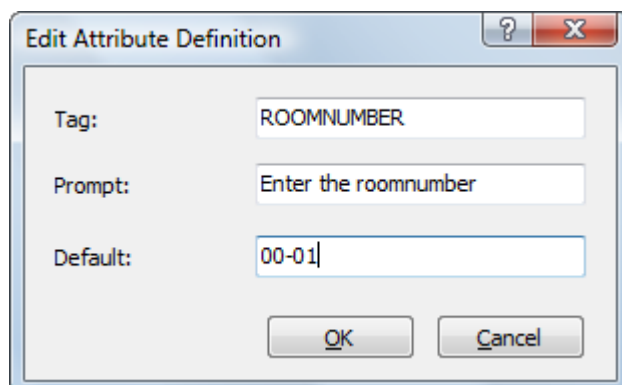 Edit Attribute Definition
Tag: ROOMNUMBER
Prompt: Enter the roomnumber
Default: 00-01
OK Cancel